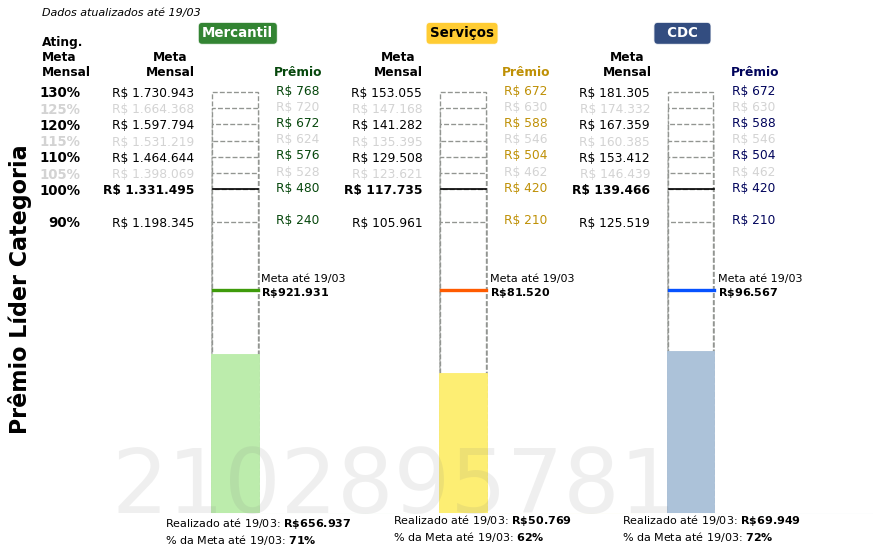 Dados atualizados até 19/03
Mercantil Serviços CDC
Ating. Meta Mensal Meta Mensal Prêmio Meta Mensal Prêmio Meta Mensal Prêmio
130% R$ 1.730.943 R$ 768 R$ 153.055 R$ 672 R$ 181.305 R$ 672
125% R$ 1.664.368 R$ 720 R$ 147.168 R$ 630 R$ 174.332 R$ 630
120% R$ 1.597.794 R$ 672 R$ 141.282 R$ 588 R$ 167.359 R$ 588
115% R$ 1.531.219 R$ 624 R$ 135.395 R$ 546 R$ 160.385 R$ 546
110% R$ 1.464.644 R$ 576 R$ 129.508 R$ 504 R$ 153.412 R$ 504
105% R$ 1.398.069 R$ 528 R$ 123.621 R$ 462 R$ 146.439 R$ 462
100% R$ 1.331.495 R$ 480 R$ 117.735 R$ 420 R$ 139.466 R$ 420
90% R$ 1.198.345 R$ 240 R$ 105.961 R$ 210 R$ 125.519 R$ 210
Meta até 19/03 Meta até 19/03 Meta até 19/03
R$921.931 R$81.520 R$96.567
Prêmio Líder Categoria
2102895781
Realizado até 19/03: R$656.937 Realizado até 19/03: R$50.769 Realizado até 19/03: R$69.949
% da Meta até 19/03: 71% % da Meta até 19/03: 62% % da Meta até 19/03: 72%